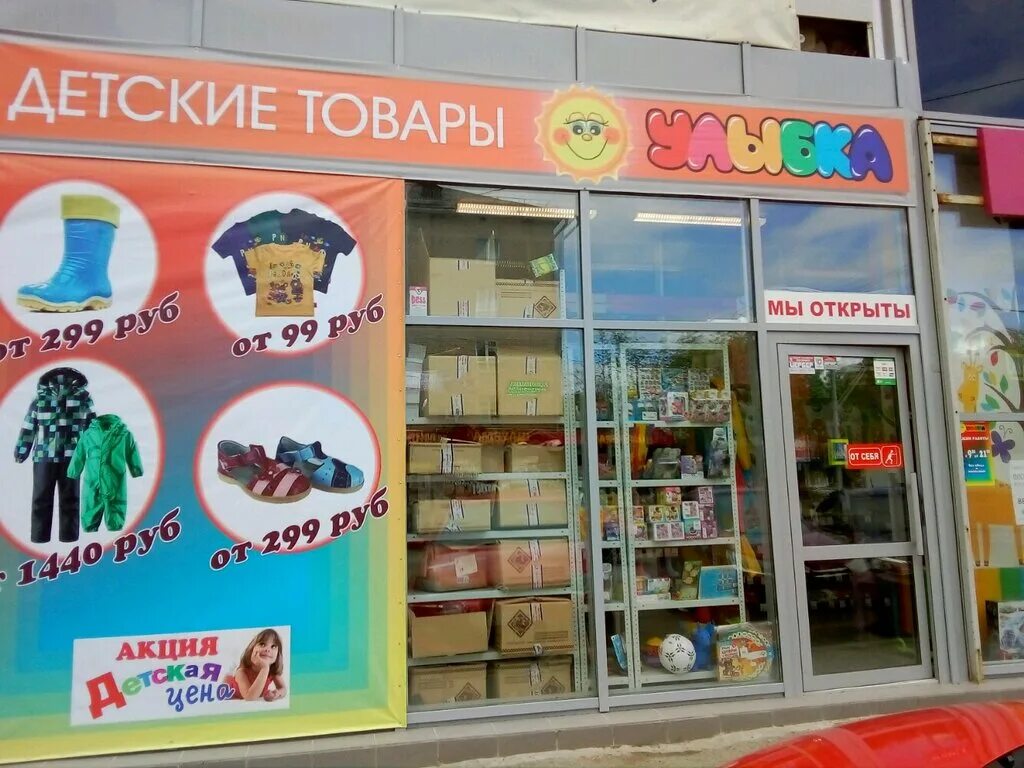 ДЕТСКИЕ ТОВАРЫ
УЛЫБКА
от 299 руб
от 99 руб
1440 руб
от 299 руб
АКЦИЯ
Детская
цена
МЫ ОТКРЫТЫ
ОТ СЕБЯ